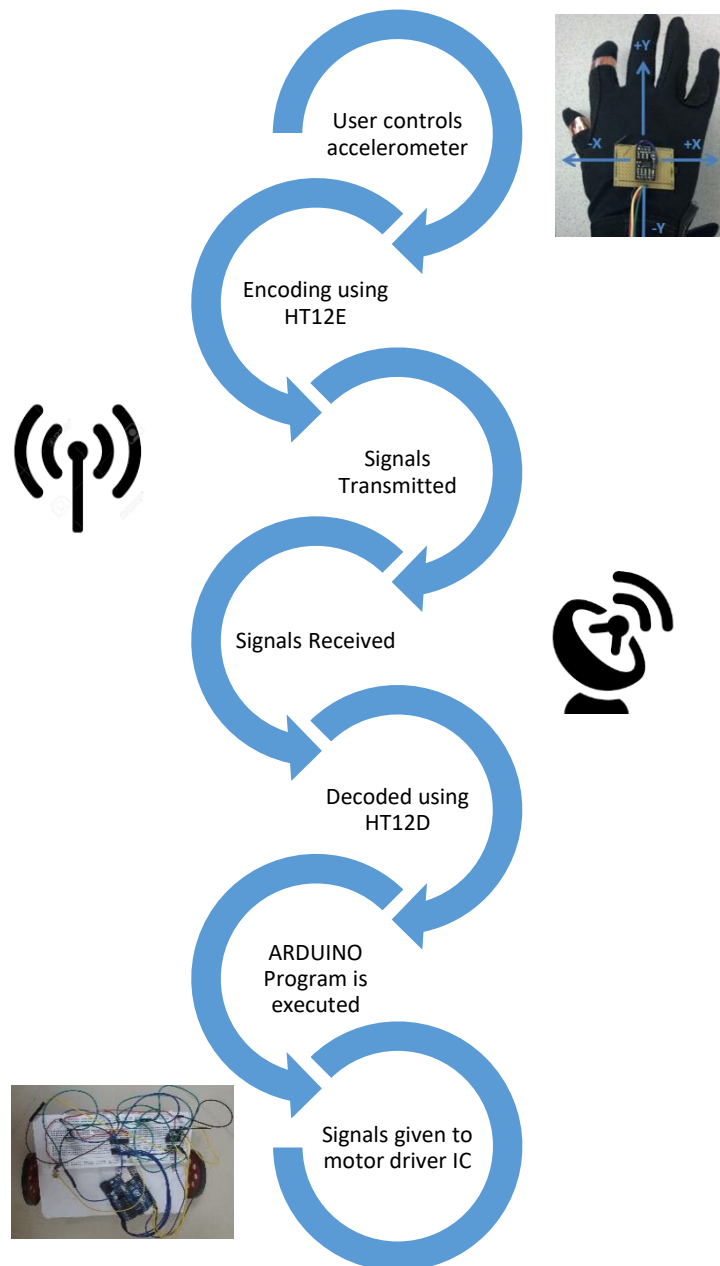 +Y
User controls
accelerometer
-X
+X
-Y
Encoding using
HT12E
Signals
Transmitted
Signals Received
Decoded using
HT12D
ARDUINO
Program is
executed
Signals given to
motor driver IC